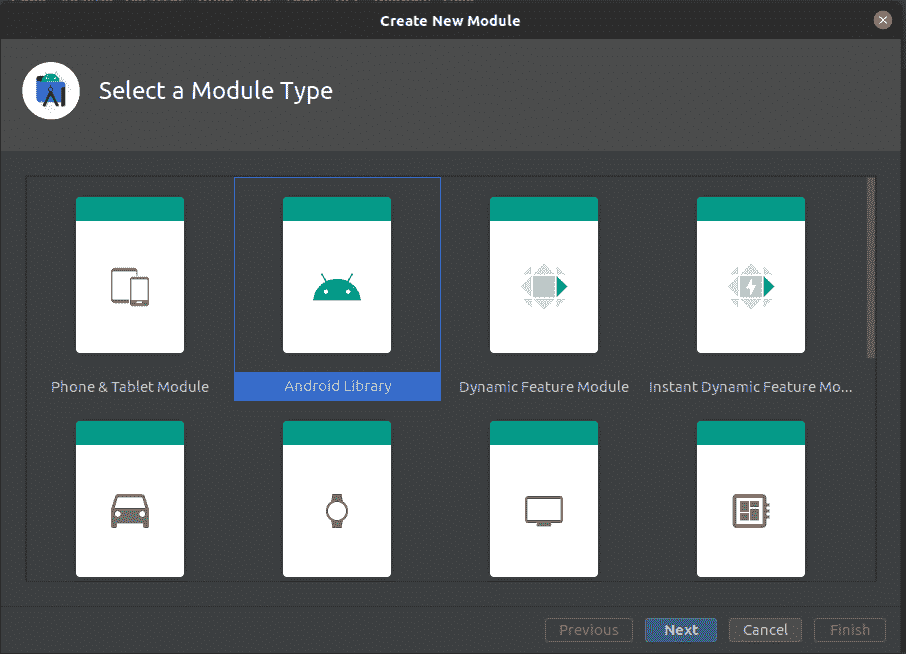 Create New Module
Select a Module Type
Phone & Tablet Module
Android Library
Dynamic Feature Module
Instant Dynamic Feature Mo...
Previous
Next
Cancel
Finish